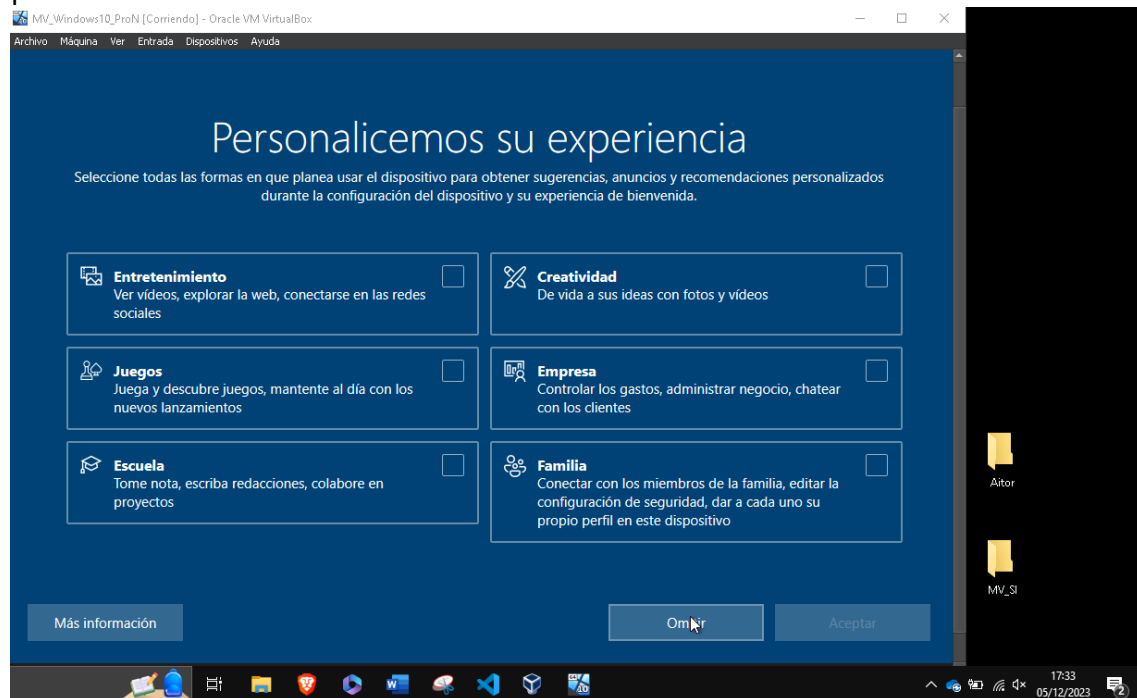 MV_Windows10_ProN [Corriendo] - Oracle VM VirtualBox
Archivo Máquina Ver Entrada Dispositivos Ayuda
Personalicemos su experiencia
Seleccione todas las formas en que planea usar el dispositivo para obtener sugerencias, anuncios y recomendaciones personalizados
durante la configuración del dispositivo y su experiencia de bienvenida.
Entretenimiento
Ver vídeos, explorar la web, conectarse en las redes
sociales
Creatividad
De vida a sus ideas con fotos y vídeos
Juegos
Juega y descubre juegos, mantente al día con los
nuevos lanzamientos
Empresa
Controlar los gastos, administrar negocio, chatear
con los clientes
Escuela
Tome nota, escriba redacciones, colabore en
proyectos
Familia
Conectar con los miembros de la familia, editar la
configuración de seguridad, dar a cada uno su
propio perfil en este dispositivo
Más información
Omitir
Aceptar
Aitor
MV_SI
17:33
05/12/2023
2